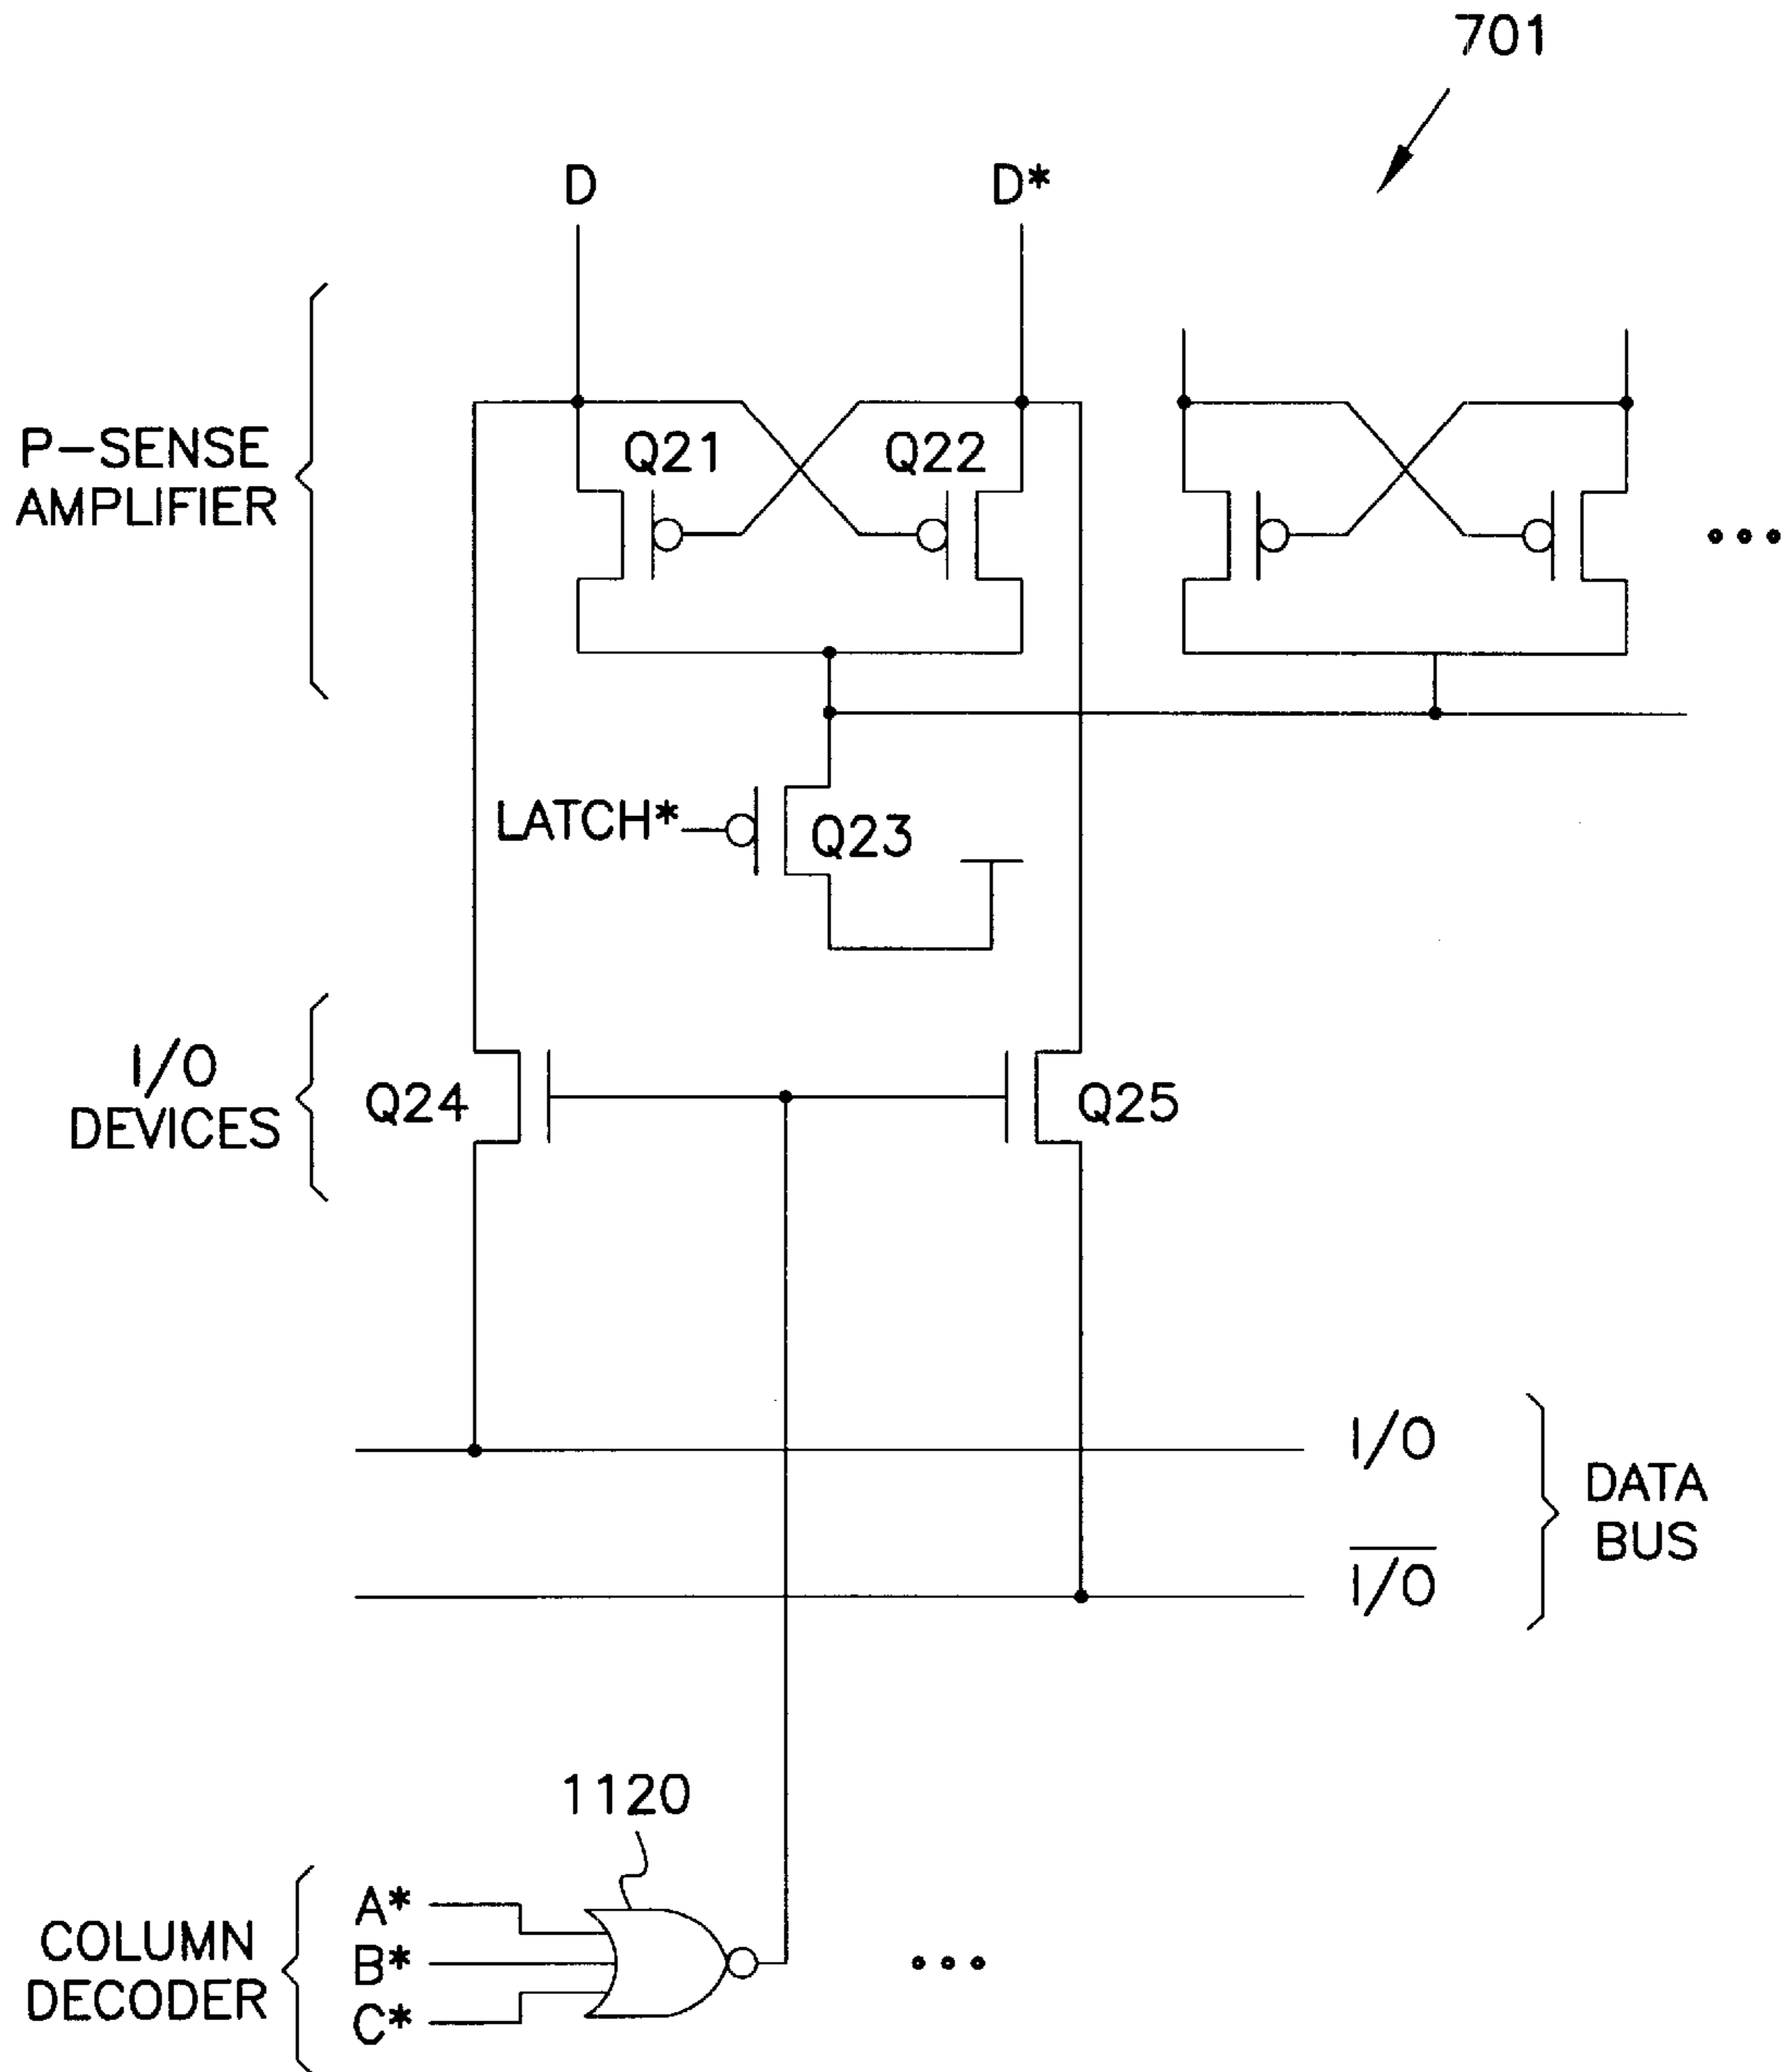 701
D
D*
P-SENSE
AMPLIFIER
Q21
Q22
LATCH*
Q23
I/O
DEVICES
Q24
Q25
I/O
I̅/̅O̅
DATA
BUS
1120
COLUMN
DECODER
A*
B*
C*